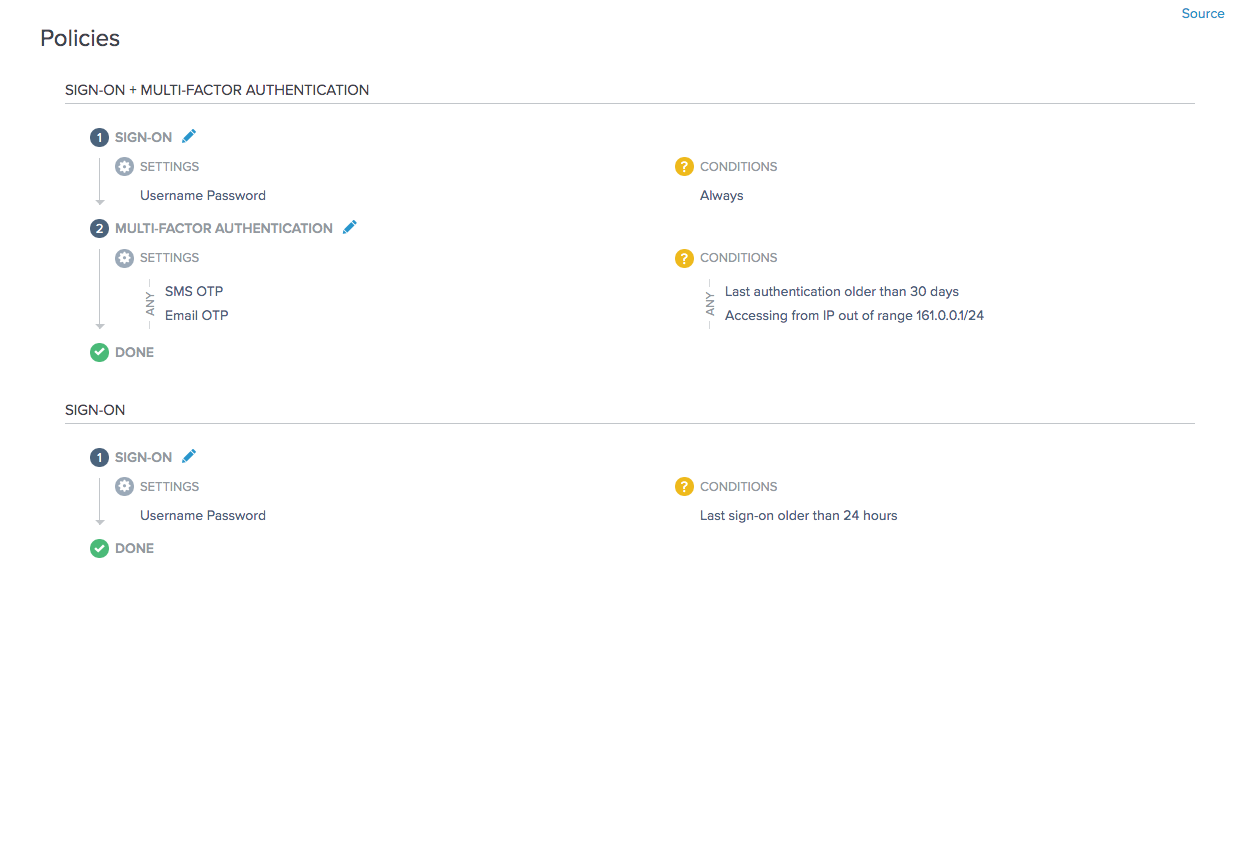 Source
Policies
SIGN-ON + MULTI-FACTOR AUTHENTICATION
1 SIGN-ON
SETTINGS
? CONDITIONS
Username Password
Always
2 MULTI-FACTOR AUTHENTICATION
SETTINGS
? CONDITIONS
ANY
SMS OTP
Email OTP
ANY
Last authentication older than 30 days
Accessing from IP out of range 161.0.0.1/24
DONE
SIGN-ON
1 SIGN-ON
SETTINGS
? CONDITIONS
Username Password
Last sign-on older than 24 hours
DONE